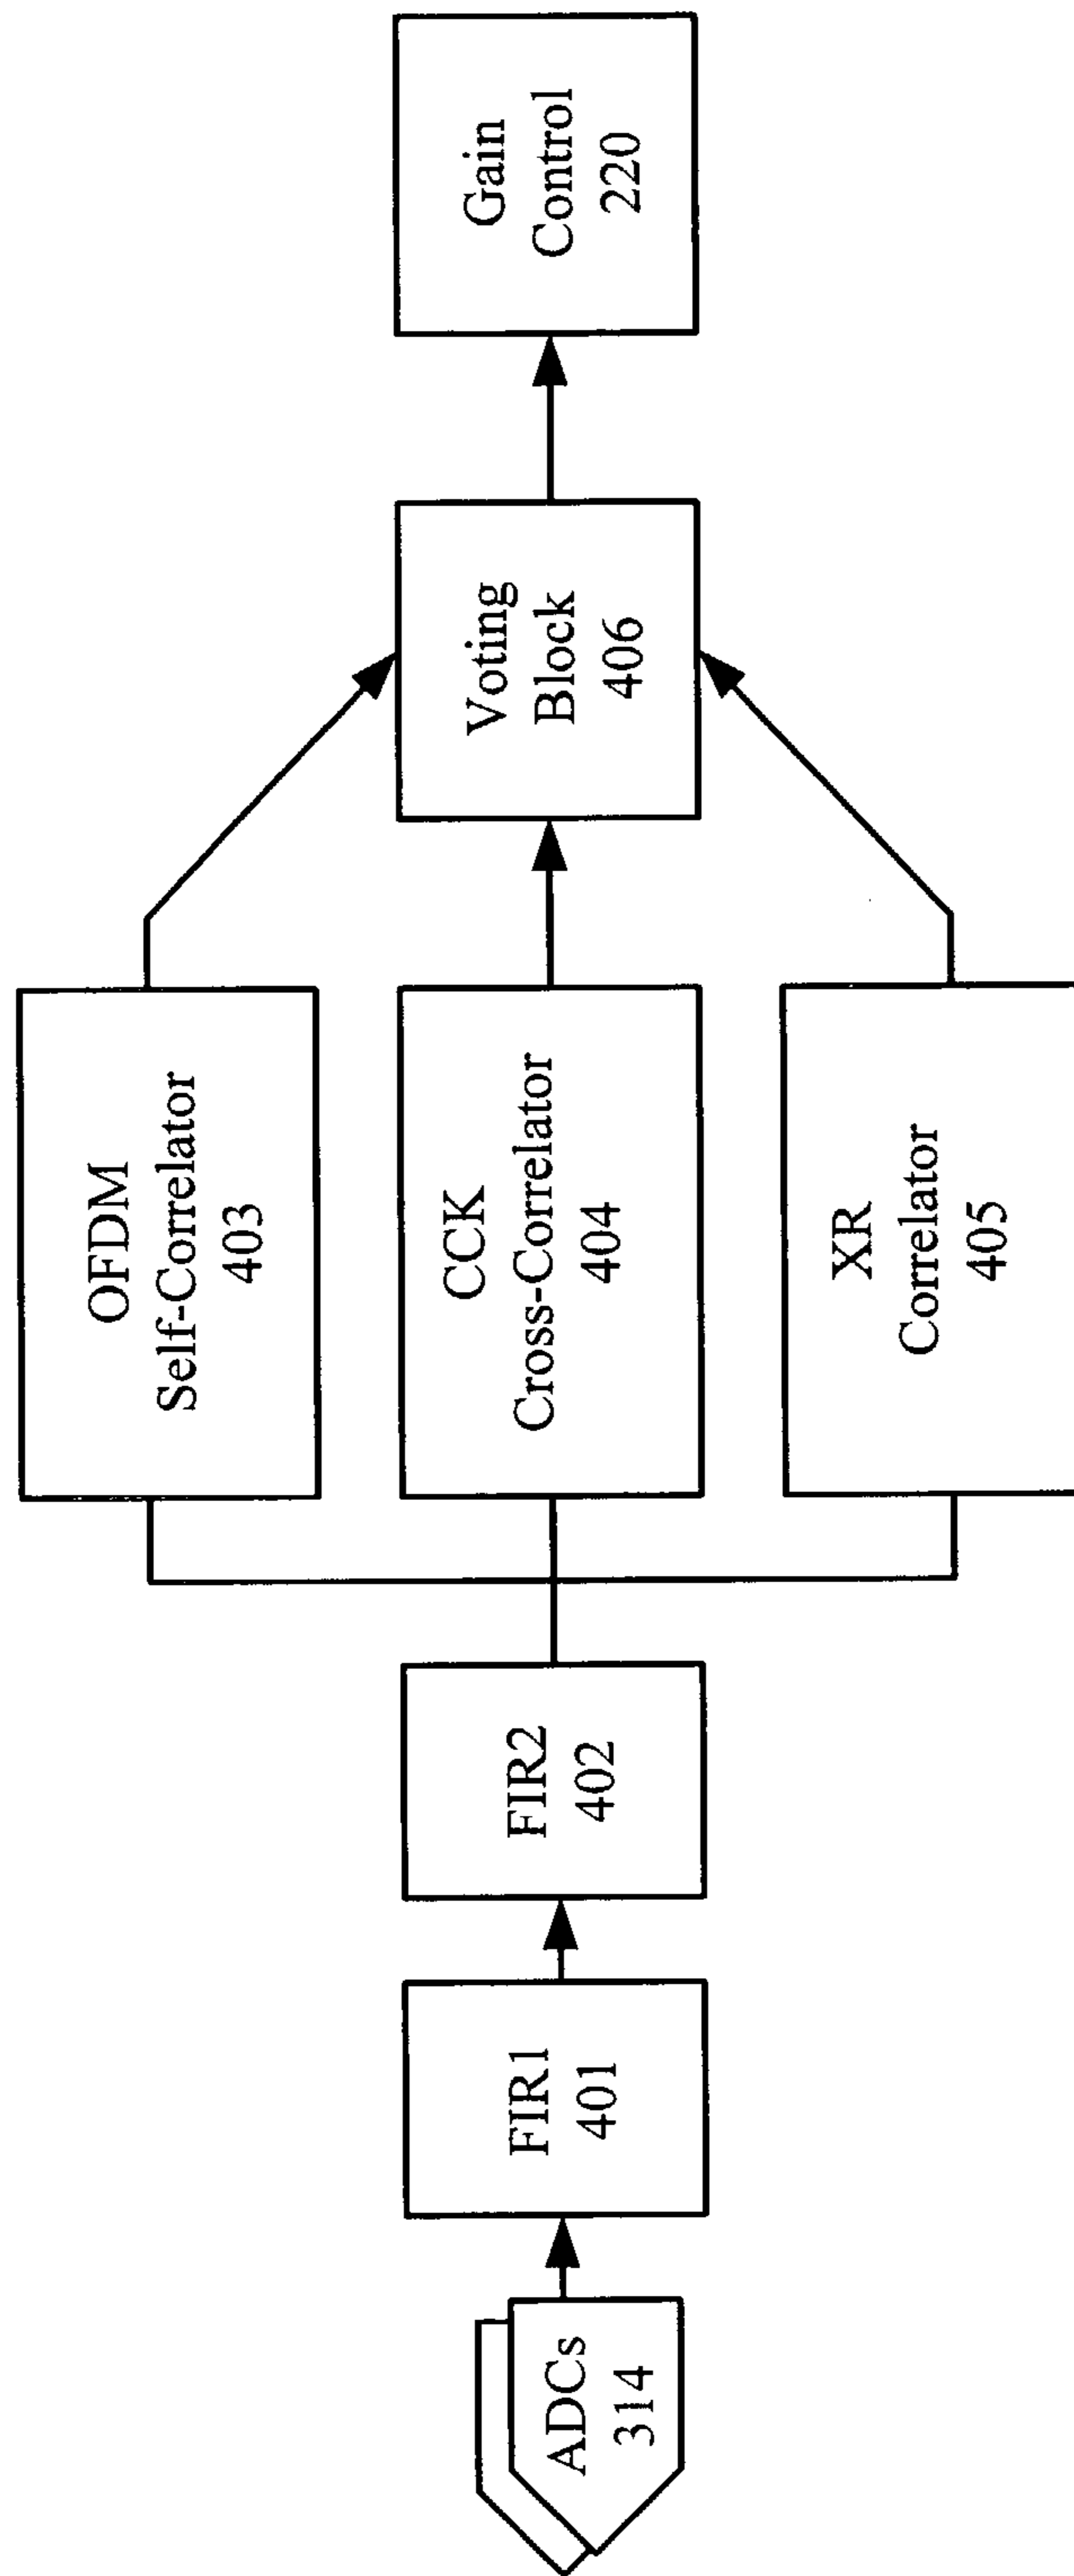 ADCs
314
FIR1
401
FIR2
402
OFDM
Self-Correlator
403
CCK
Cross-Correlator
404
XR
Correlator
405
Voting
Block
406
Gain
Control
220